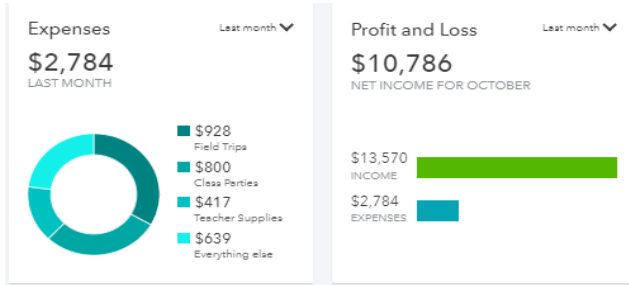 Expenses
Last month
$2,784
LAST MONTH
$928
Field Trips
$800
Class Parties
$417
Teacher Supplies
$639
Everything else
Profit and Loss
Last month
$10,786
NET INCOME FOR OCTOBER
$13,570
INCOME
$2,784
EXPENSES